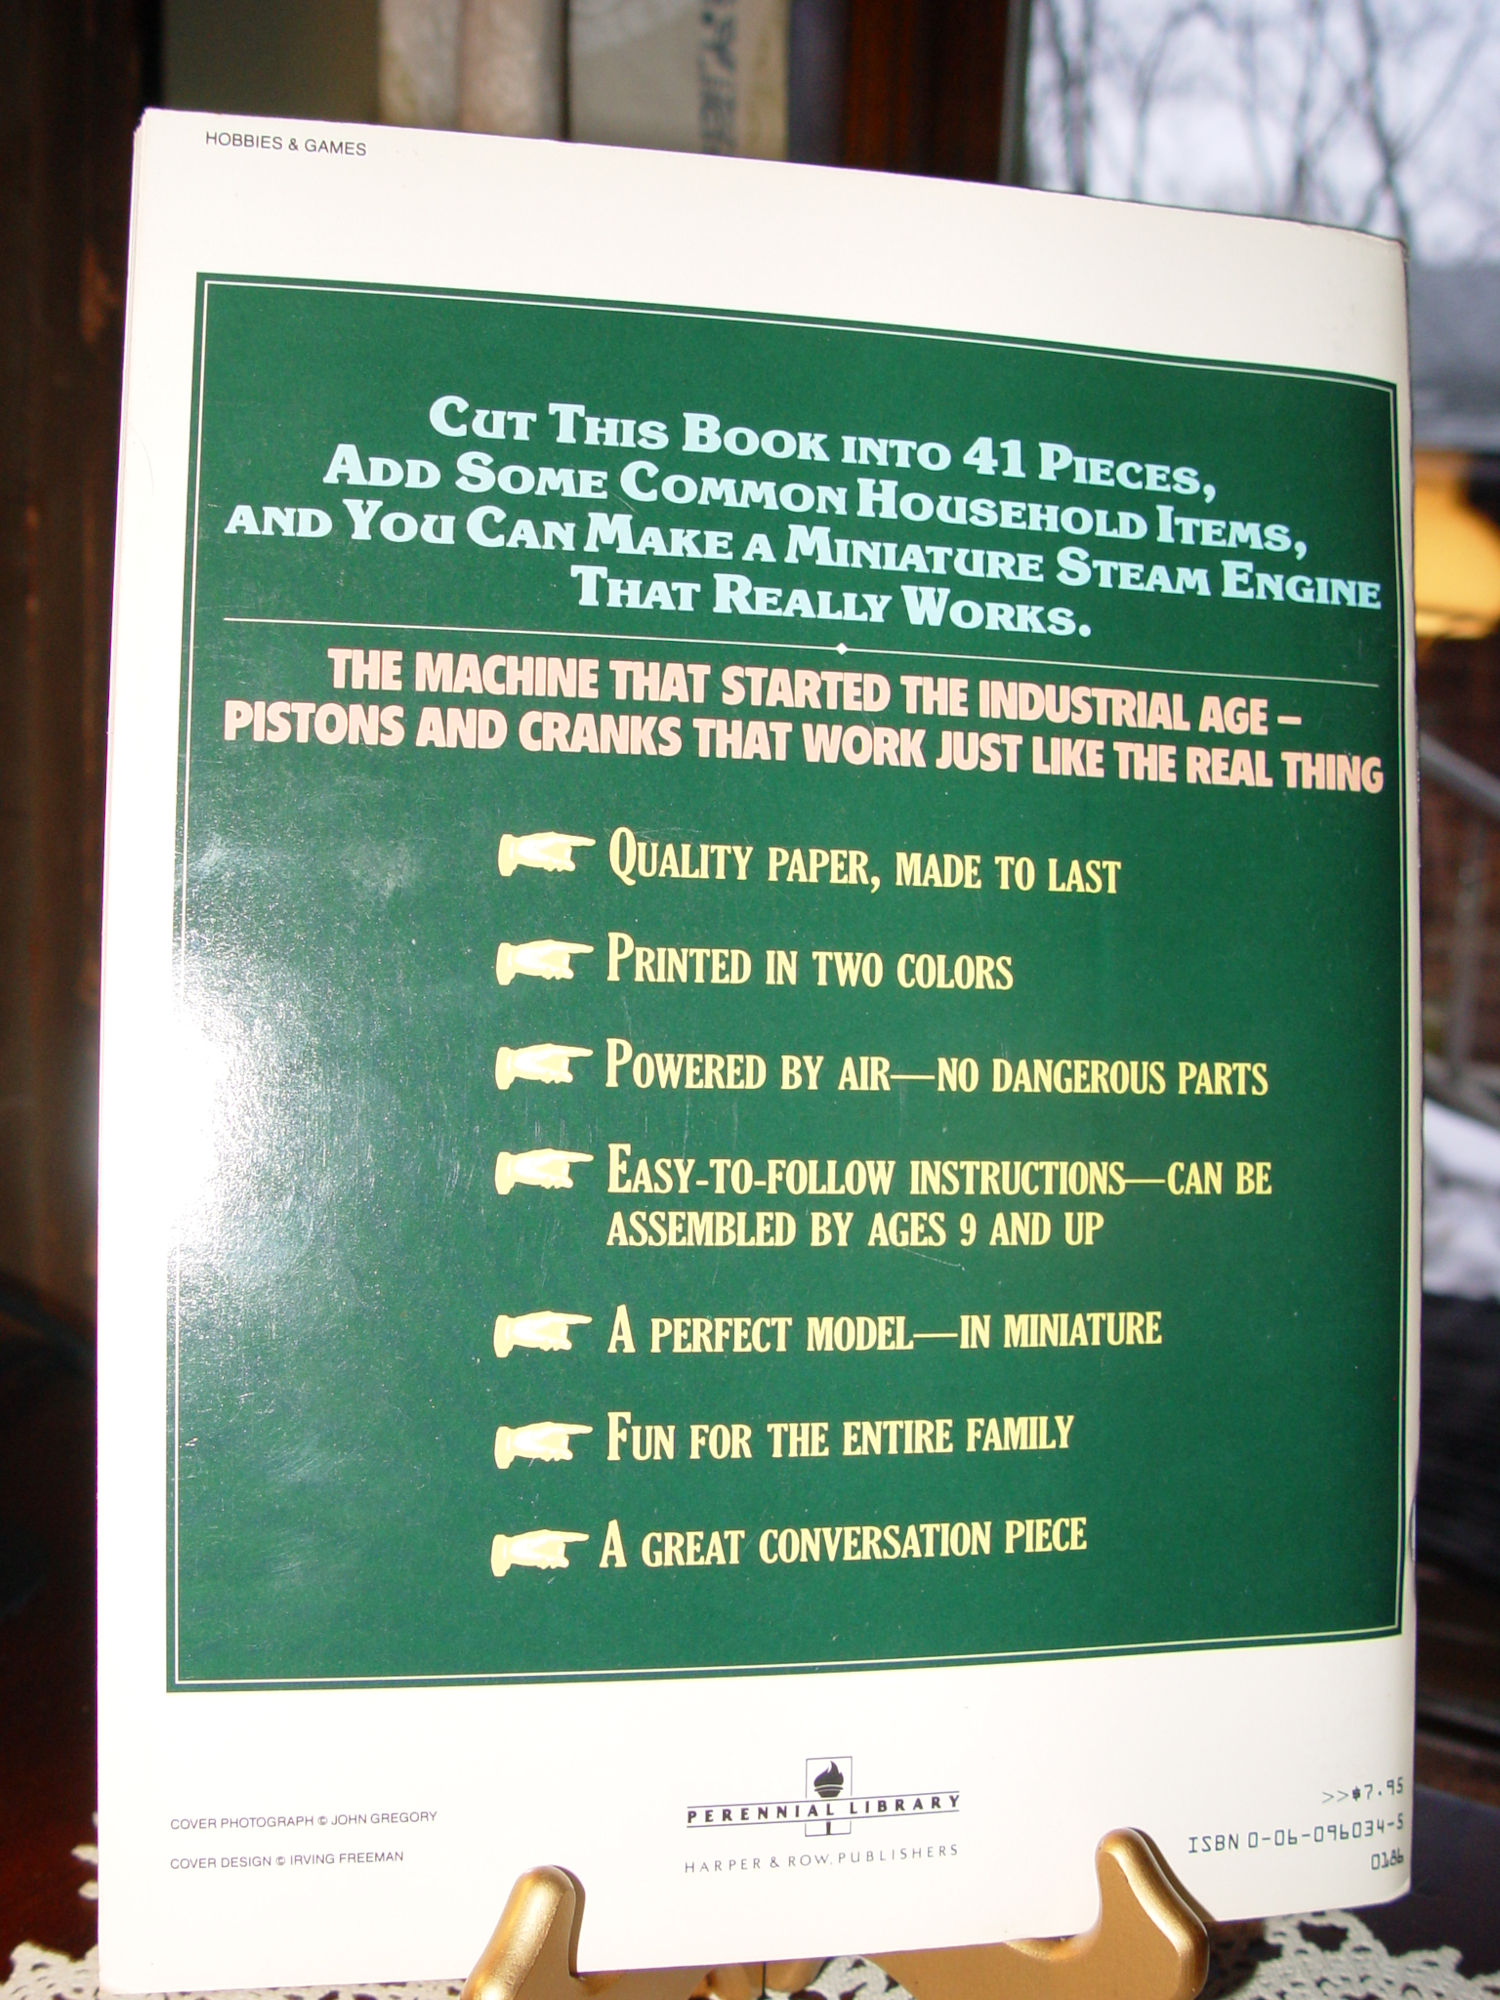 HOBBIES & GAMES
CUT THIS BOOK INTO 41 PIECES,
ADD SOME COMMON HOUSEHOLD ITEMS,
AND YOU CAN MAKE A MINIATURE STEAM ENGINE
THAT REALLY WORKS.
THE MACHINE THAT STARTED THE INDUSTRIAL AGE –
PISTONS AND CRANKS THAT WORK JUST LIKE THE REAL THING
QUALITY PAPER, MADE TO LAST
PRINTED IN TWO COLORS
POWERED BY AIR—NO DANGEROUS PARTS
EASY-TO-FOLLOW INSTRUCTIONS—CAN BE
ASSEMBLED BY AGES 9 AND UP
A PERFECT MODEL—IN MINIATURE
FUN FOR THE ENTIRE FAMILY
A GREAT CONVERSATION PIECE
COVER PHOTOGRAPH © JOHN GREGORY
COVER DESIGN © IRVING FREEMAN
PERENNIAL LIBRARY
HARPER & ROW, PUBLISHERS
>>$7.95
ISBN 0-06-096034-5
0186